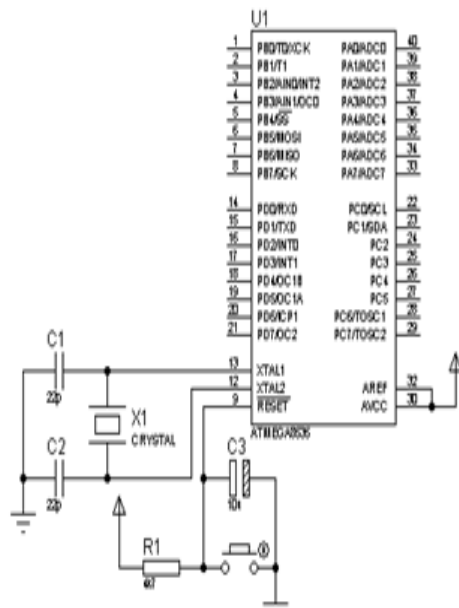 U1
1 PB0/T0/XCK PA0/ADC0 40
2 PB1/T1 PA1/ADC1 39
3 PB2/AIN0/INT2 PA2/ADC2 38
4 PB3/AIN1/OC0 PA3/ADC3 37
5 PB4/SS PA4/ADC4 36
6 PB5/MOSI PA5/ADC5 35
7 PB6/MISO PA6/ADC6 34
8 PB7/SCK PA7/ADC7 33
14 PD0/RXD PC0/SCL 22
15 PD1/TXD PC1/SDA 23
16 PD2/INT0 PC2 24
17 PD3/INT1 PC3 25
18 PD4/OC1B PC4 26
19 PD5/OC1A PC5 27
20 PD6/ICP1 PC6/TOSC1 28
21 PD7/OC2 PC7/TOSC2 29
13 XTAL1
12 XTAL2 AREF 32
9 RESET AVCC 30
ATMEGA8535
C1
22p
X1
CRYSTAL
C2
22p
C3
10u
R1
4k7